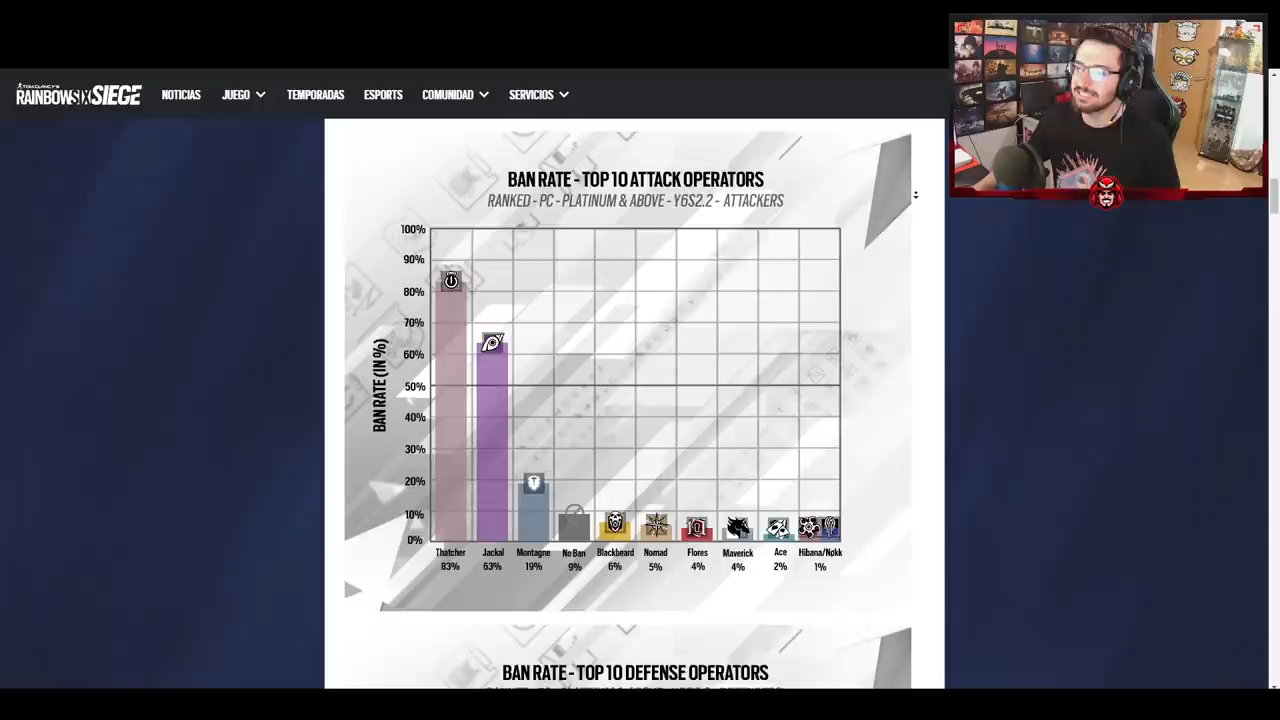 TOM CLANCY'S
RAINBOWSIX SIEGE
NOTICIAS
JUEGO
TEMPORADAS
ESPORTS
COMUNIDAD
SERVICIOS
BAN RATE - TOP 10 ATTACK OPERATORS
RANKED - PC - PLATINUM & ABOVE - Y6S2.2 - ATTACKERS
BAN RATE (IN %)
100%
90%
80%
70%
60%
50%
40%
30%
20%
10%
0%
Thatcher Jackal Montagne No Ban Blackbeard Nomad Flores Maverick Ace Hibana/Nøkk
83% 63% 19% 9% 6% 5% 4% 4% 2% 1%
BAN RATE - TOP 10 DEFENSE OPERATORS